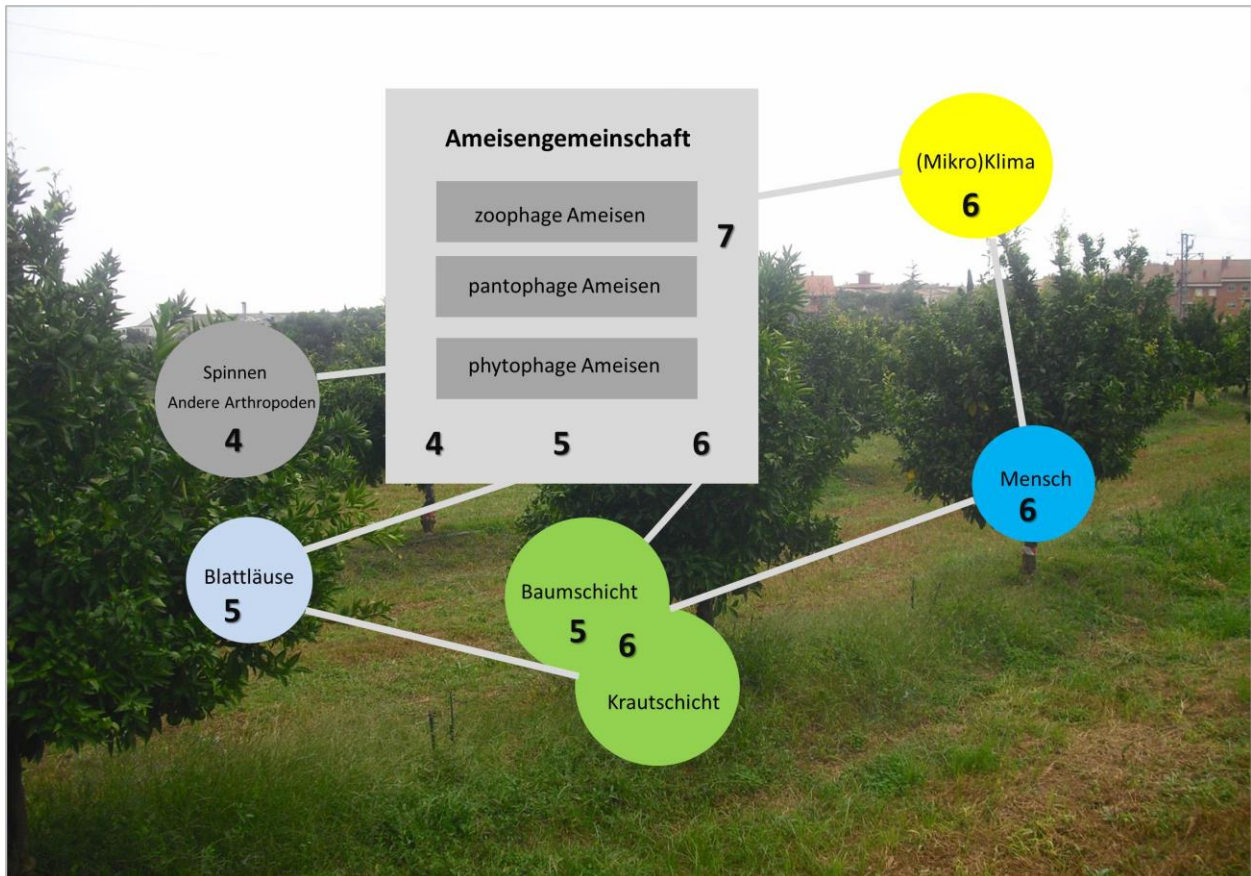 Ameisengemeinschaft
zoophage Ameisen
7
pantophage Ameisen
phytophage Ameisen
4 5 6
(Mikro)Klima
6
Spinnen
Andere Arthropoden
4
Mensch
6
Blattläuse
5
Baumschicht
5 6
Krautschicht